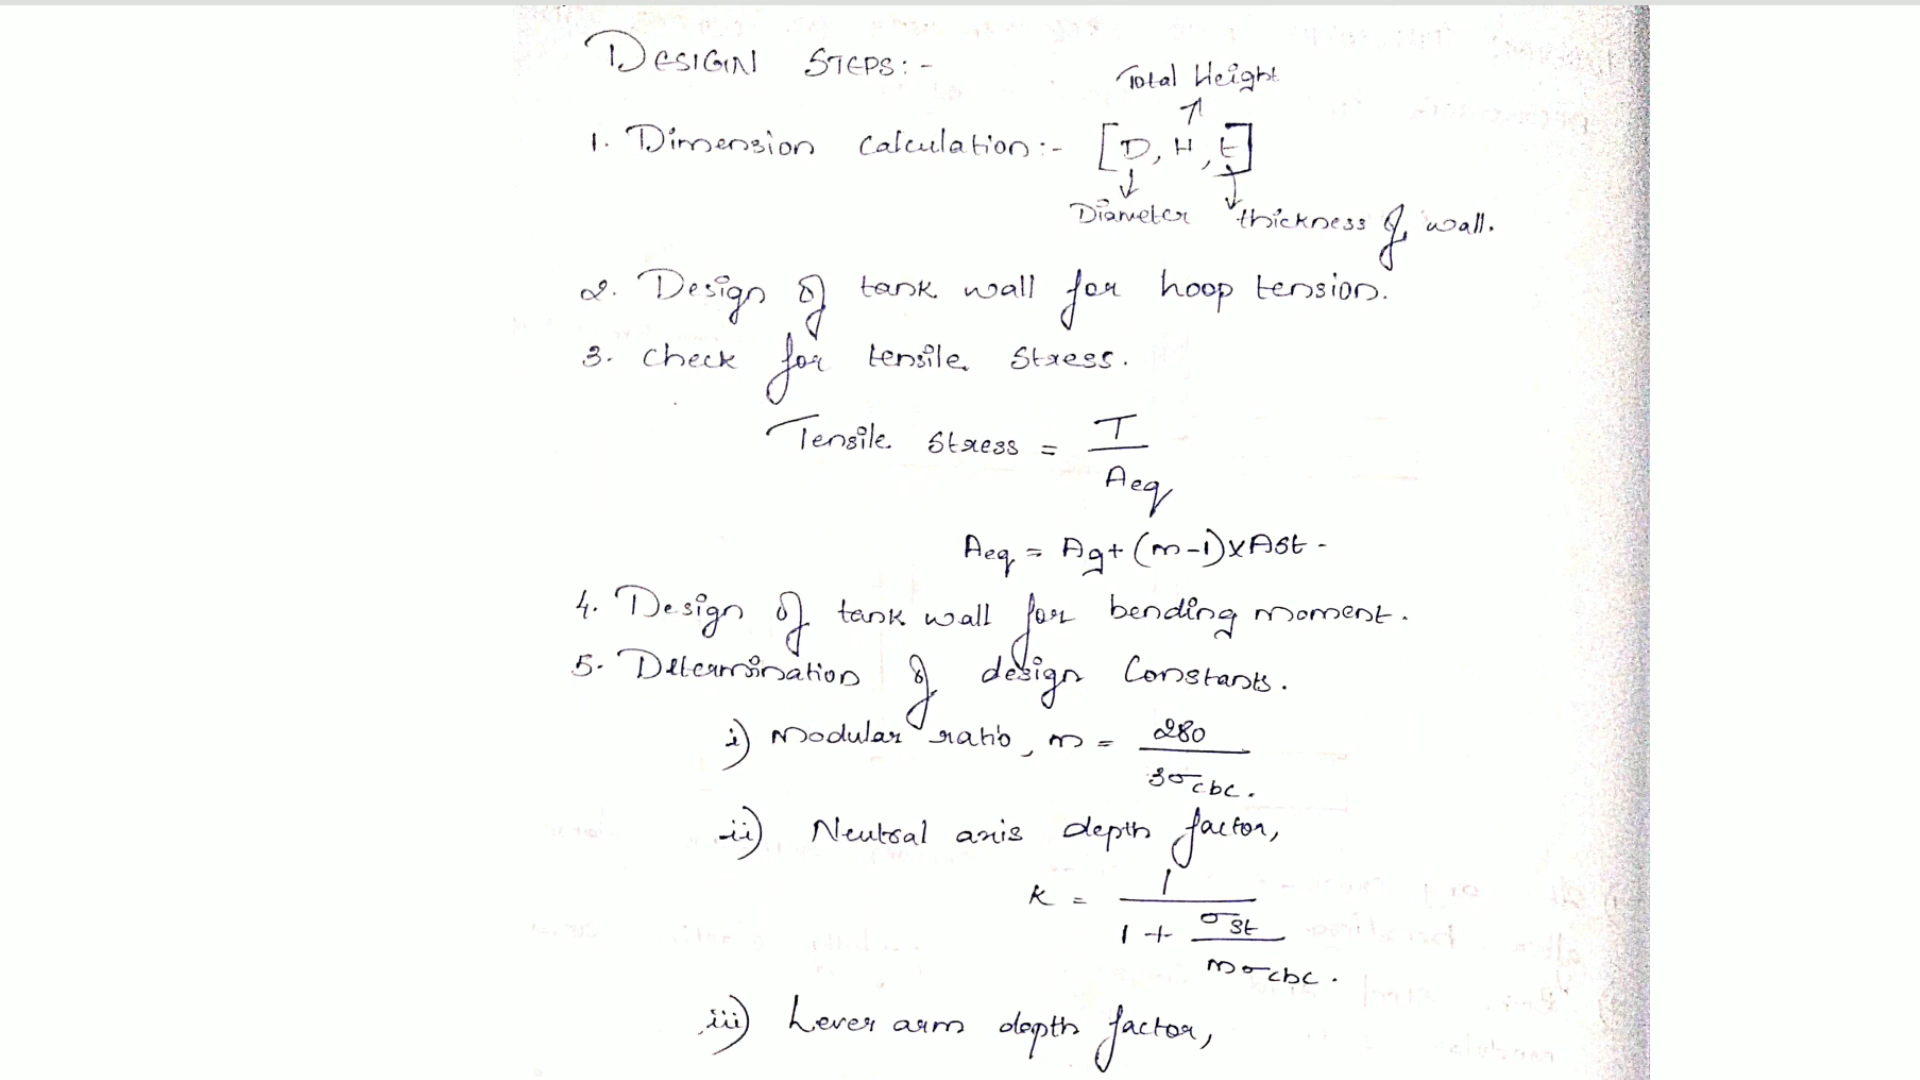 DESIGN STEPS:-
Total Height
1. Dimension Calculation:- [D, H, t]
Diameter thickness of wall.
2. Design of tank wall for hoop tension.
3. Check for tensile stress.
Tensile stress = T / Aeq
Aeq = Ag + (m-1) x Ast.
4. Design of tank wall for bending moment.
5. Determination of design constants.
i) Modular ratio, m = 280 / 3σcbc.
ii) Neutral axis depth factor,
K = 1 / (1 + σst / mσcbc.)
iii) Lever arm depth factor,